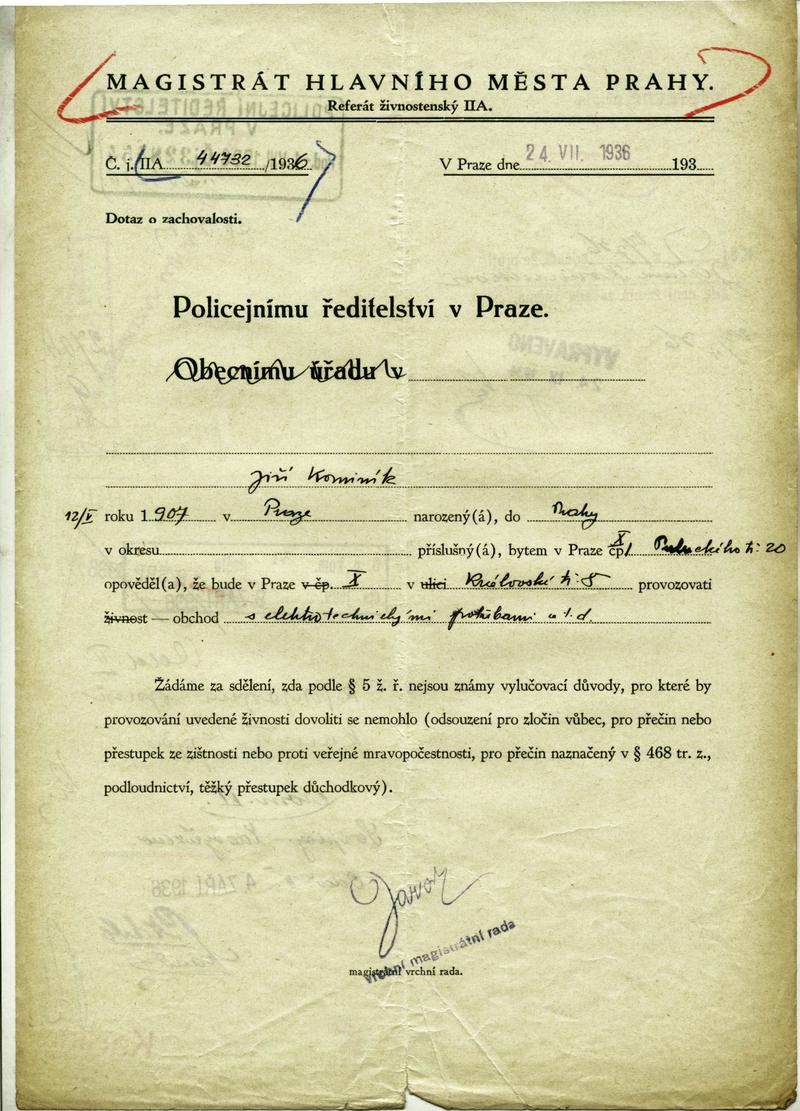 MAGISTRÁT HLAVNÍHO MĚSTA PRAHY.
Referát živnostenský IIA.
Č. j. IIA 44732 /1936
V Praze dne 24. VII. 1936 193
Dotaz o zachovalosti.
Policejnímu ředitelství v Praze.
Obecnímu úřadu v
Jiří Kominík
12/V roku 1907 v Praze narozený(á), do Prahy
v okresu příslušný(á), bytem v Praze čp. X tř. 20
opověděl(a), že bude v Praze v čp. X v ulici Královské tř. 5 provozovati
živnost — obchod s elektrotechnickými potřebami a t. d.
Žádáme za sdělení, zda podle § 5 ž. ř. nejsou známy vylučovací důvody, pro které by
provozování uvedené živnosti dovoliti se nemohlo (odsouzení pro zločin vůbec, pro přečin nebo
přestupek ze zištnosti nebo proti veřejné mravopočestnosti, pro přečin naznačený v § 468 tr. z.,
podloudnictví, těžký přestupek důchodkový).
vrchní magistrátní rada
magistrátní vrchní rada.